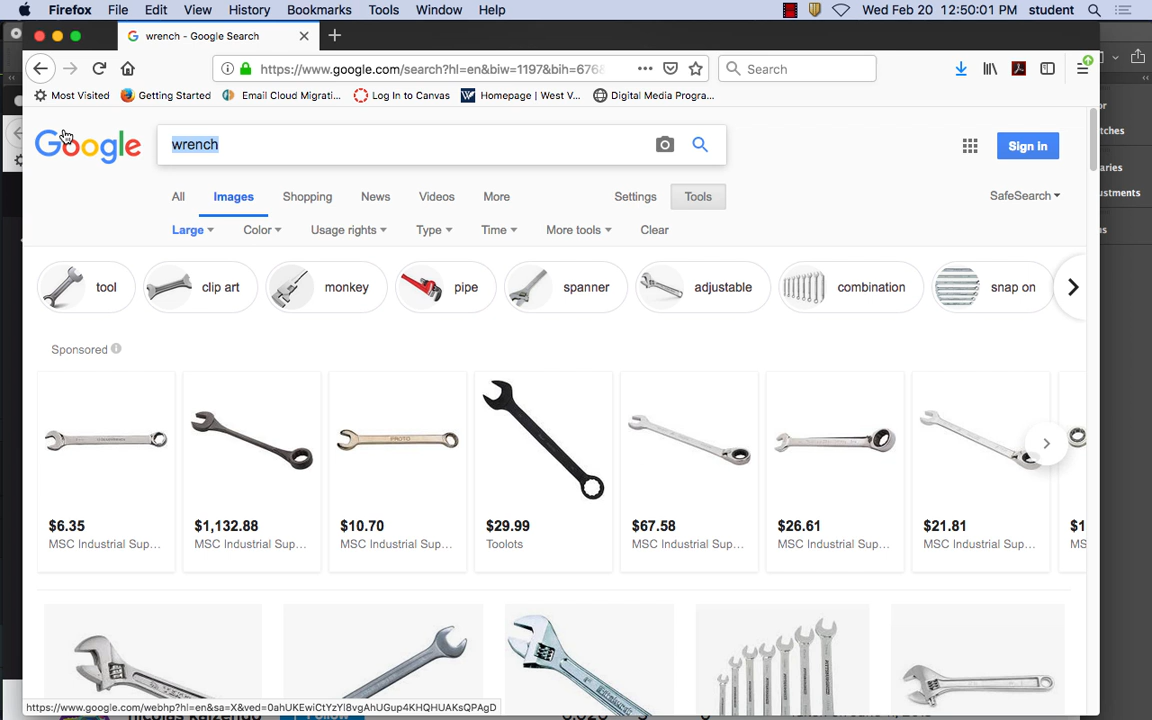 Firefox File Edit View History Bookmarks Tools Window Help Wed Feb 20 12:50:01 PM student
wrench - Google Search
https://www.google.com/search?hl=en&biw=1197&bih=676& Search
Most Visited Getting Started Email Cloud Migrati... Log In to Canvas Homepage | West V... Digital Media Progra...
Google wrench Sign in
All Images Shopping News Videos More Settings Tools SafeSearch
Large Color Usage rights Type Time More tools Clear
tool clip art monkey pipe spanner adjustable combination snap on
Sponsored
PROTO
$6.35 $1,132.88 $10.70 $29.99 $67.58 $26.61 $21.81 $1
MSC Industrial Sup... MSC Industrial Sup... MSC Industrial Sup... Toolots MSC Industrial Sup... MSC Industrial Sup... MSC Industrial Sup... MS
https://www.google.com/webhp?hl=en&sa=X&ved=0ahUKEwiCtYzYl8vgAhUGup4KHQHUAKsQPAgD